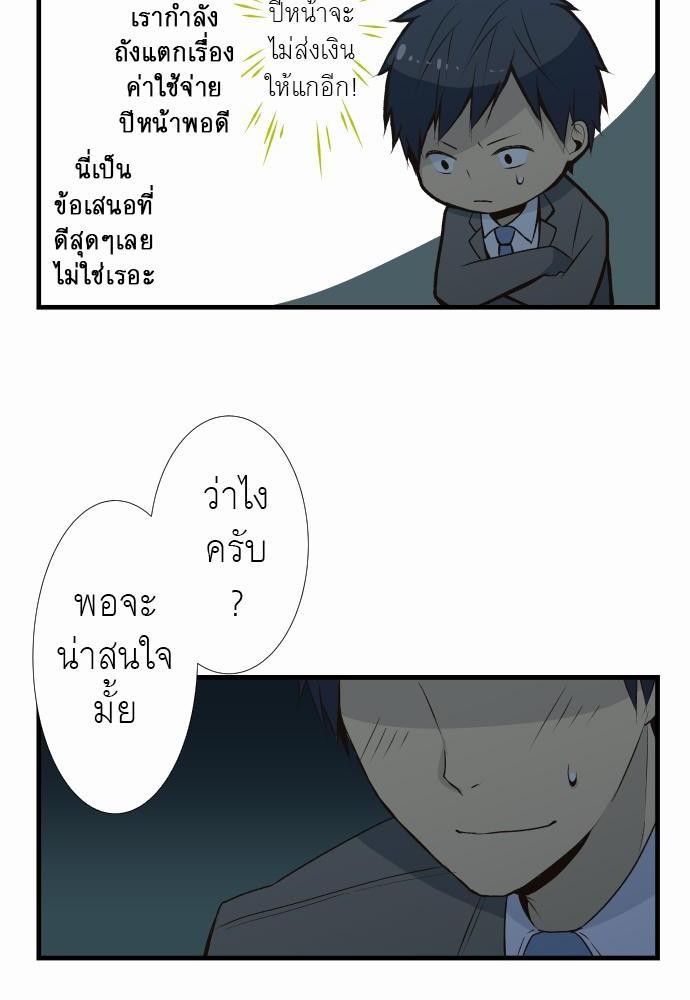 ปีหน้าจะ
ไม่ส่งเงิน
ให้แกอีก!
เรากำลัง
ถังแตกเรื่อง
ค่าใช้จ่าย
ปีหน้าพอดี
นี่เป็น
ข้อเสนอที่
ดีสุดๆเลย
ไม่ใช่เรอะ
ว่าไง
ครับ
?
พอจะ
น่าสนใจ
มั้ย